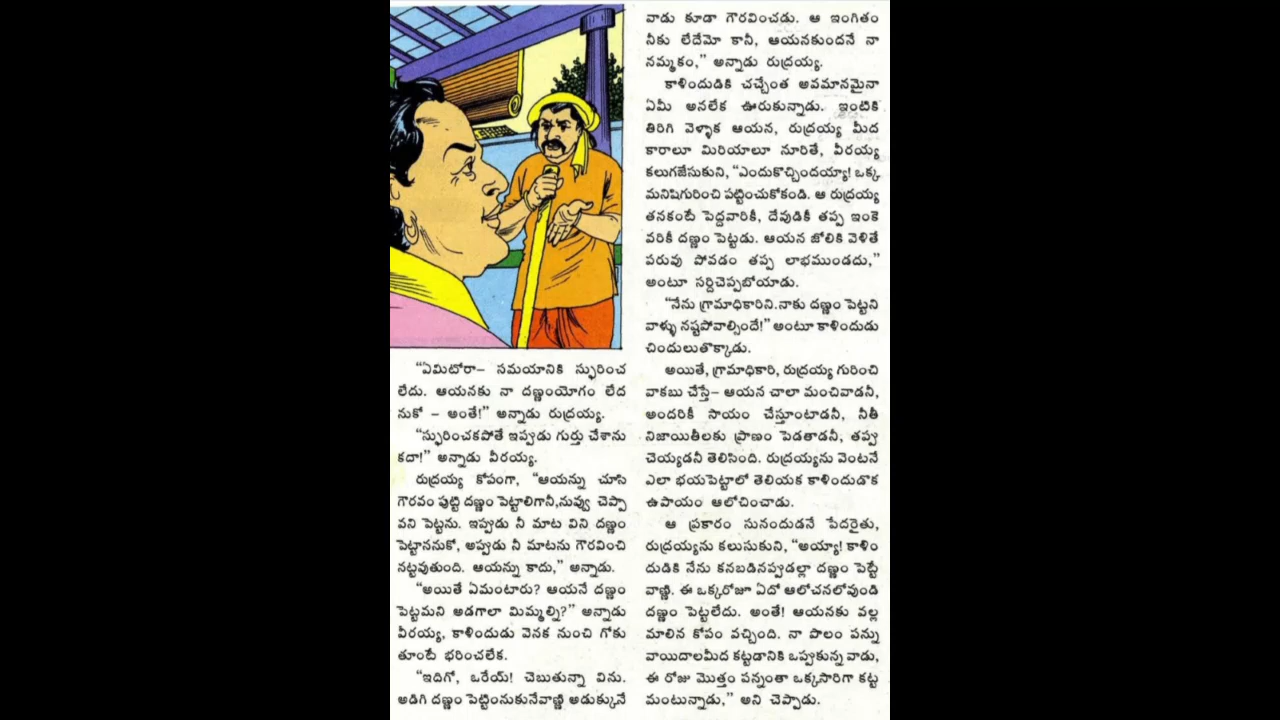 “ఏమిటోరా– సమయానికి స్ఫురించ
లేదు. ఆయనకు నా దణ్ణంయోగం లేద
నుకో – అంతే!” అన్నాడు రుద్రయ్య.
“స్ఫురించకపోతే ఇప్పుడు గుర్తు చేశాను
కదా!” అన్నాడు వీరయ్య.
రుద్రయ్య కోపంగా, “ఆయన్ను చూసి
గౌరవం పుట్టి దణ్ణం పెట్టాలిగానీ,నువ్వు చెప్పా
వని పెట్టను. ఇప్పుడు నీ మాట విని దణ్ణం
పెట్టాననుకో, అప్పుడు నీ మాటను గౌరవించి
నట్టవుతుంది. ఆయన్ను కాదు,” అన్నాడు.
“అయితే ఏమంటారు? ఆయనే దణ్ణం
పెట్టమని అడగాలా మిమ్మల్ని?” అన్నాడు
వీరయ్య, కాళిందుడు వెనక నుంచి గోకు
తూంటే భరించలేక.
“ఇదిగో, ఒరేయ్! చెబుతున్నా విను.
అడిగి దణ్ణం పెట్టించుకునేవాణ్ణి అడుక్కునే
వాడు కూడా గౌరవించడు. ఆ ఇంగితం
నీకు లేదేమో కానీ, ఆయనకుందనే నా
నమ్మకం,” అన్నాడు రుద్రయ్య.
కాళిందుడికి చచ్చేంత అవమానమైనా
ఏమీ అనలేక ఊరుకున్నాడు. ఇంటికి
తిరిగి వెళ్ళాక ఆయన, రుద్రయ్య మీద
కారాలూ మిరియాలూ నూరితే, వీరయ్య
కలుగజేసుకుని, “ఎందుకొచ్చిందయ్యా! ఒక్క
మనిషిగురించి పట్టించుకోకండి. ఆ రుద్రయ్య
తనకంటే పెద్దవారికి, దేవుడికీ తప్ప ఇంకె
వరికీ దణ్ణం పెట్టడు. ఆయన జోలికి వెళితే
పరువు పోవడం తప్ప లాభముండదు,”
అంటూ సర్దిచెప్పబోయాడు.
“నేను గ్రామాధికారిని.నాకు దణ్ణం పెట్టని
వాళ్ళు నష్టపోవాల్సిందే!” అంటూ కాళిందుడు
చిందులుతొక్కాడు.
అయితే, గ్రామాధికారి, రుద్రయ్య గురించి
వాకబు చేస్తే– ఆయన చాలా మంచివాడనీ,
అందరికీ సాయం చేస్తూంటాడనీ, నీతీ
నిజాయితీలకు ప్రాణం పెడతాడనీ, తప్పు
చెయ్యడనీ తెలిసింది. రుద్రయ్యను వెంటనే
ఎలా భయపెట్టాలో తెలియక కాళిందుడొక
ఉపాయం ఆలోచించాడు.
ఆ ప్రకారం సునందుడనే పేదరైతు,
రుద్రయ్యను కలుసుకుని, “అయ్యా! కాళిం
దుడికి నేను కనబడినప్పుడల్లా దణ్ణం పెట్టే
వాణ్ణి. ఈ ఒక్కరోజూ ఏదో ఆలోచనలోవుండి
దణ్ణం పెట్టలేదు. అంతే! ఆయనకు వల్ల
మాలిన కోపం వచ్చింది. నా పొలం పన్ను
వాయిదాలమీద కట్టడానికి ఒప్పుకున్న వాడు,
ఈ రోజు మొత్తం పన్నంతా ఒక్కసారిగా కట్ట
మంటున్నాడు,” అని చెప్పాడు.